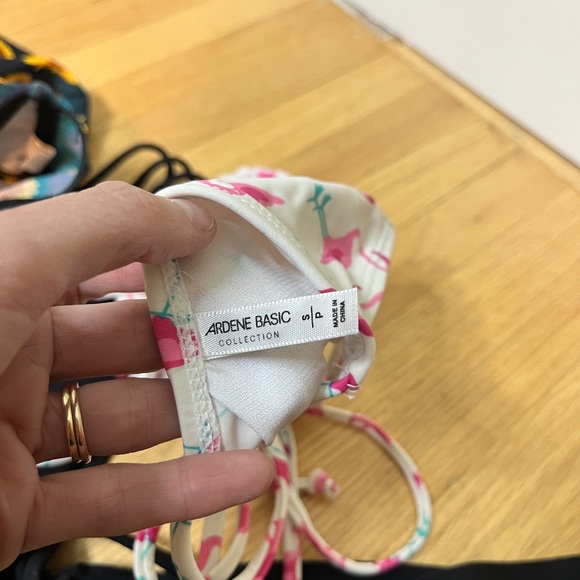 ARDENE BASIC
COLLECTION
S/P
MADE IN
CHINA